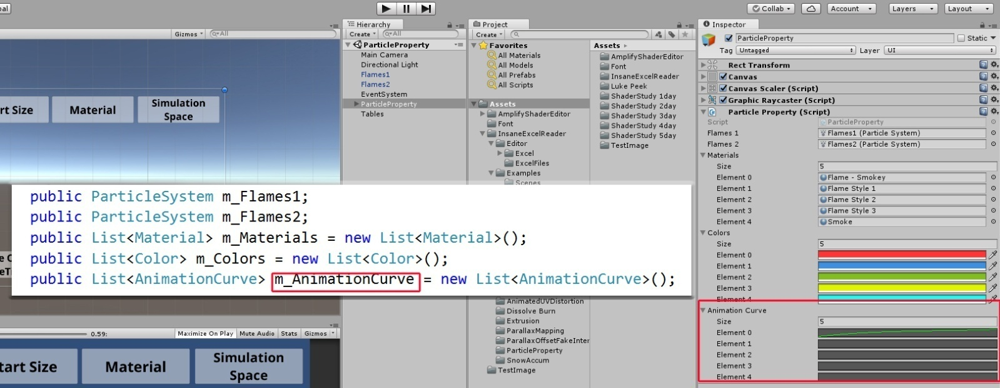 Collab
Account
Layers
Layout
Gizmos
All
rt Size
Material
Simulation
Space
Hierarchy
Create
All
ParticleProperty
Main Camera
Directional Light
Flames1
Flames2
EventSystem
ParticleProperty
Tables
Project
Create
Favorites
All Materials
All Models
All Prefabs
All Scripts
Assets
AmplifyShaderEditor
Font
InsaneExcelReader
Editor
Excel
ExcelFiles
Examples
Scenes
Assets
AmplifyShaderEditor
Font
InsaneExcelReader
Luke Peek
ShaderStudy 1day
ShaderStudy 2day
ShaderStudy 3day
ShaderStudy 4day
ShaderStudy 5day
TestImage
public ParticleSystem m_Flames1;
public ParticleSystem m_Flames2;
public List<Material> m_Materials = new List<Material>();
public List<Color> m_Colors = new List<Color>();
public List<AnimationCurve> m_AnimationCurve = new List<AnimationCurve>();
AnimatedUVDistortion
Dissolve Burn
Extrusion
ParallaxMapping
ParallaxOffsetFakeInter
ParticleProperty
SnowAccum
TestImage
0.59:
Maximize On Play
Mute Audio
Stats
Gizmos
tart Size
Material
Simulation
Space
Inspector
ParticleProperty
Static
Tag Untagged
Layer UI
Rect Transform
Canvas
Canvas Scaler (Script)
Graphic Raycaster (Script)
Particle Property (Script)
Script ParticleProperty
Flames 1 Flames1 (Particle System)
Flames 2 Flames2 (Particle System)
Materials
Size 5
Element 0 Flame - Smokey
Element 1 Flame Style 1
Element 2 Flame Style 2
Element 3 Flame Style 3
Element 4 Smoke
Colors
Size 5
Element 0
Element 1
Element 2
Element 3
Element 4
Animation Curve
Size 5
Element 0
Element 1
Element 2
Element 3
Element 4